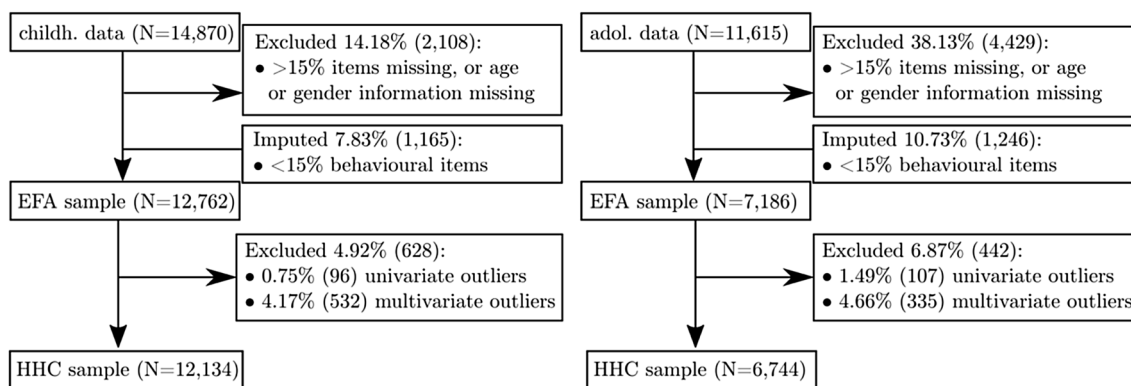 childh. data (N=14,870)
Excluded 14.18% (2,108):
• >15% items missing, or age
or gender information missing
Imputed 7.83% (1,165):
• <15% behavioural items
EFA sample (N=12,762)
Excluded 4.92% (628):
• 0.75% (96) univariate outliers
• 4.17% (532) multivariate outliers
HHC sample (N=12,134)
adol. data (N=11,615)
Excluded 38.13% (4,429):
• >15% items missing, or age
or gender information missing
Imputed 10.73% (1,246):
• <15% behavioural items
EFA sample (N=7,186)
Excluded 6.87% (442):
• 1.49% (107) univariate outliers
• 4.66% (335) multivariate outliers
HHC sample (N=6,744)